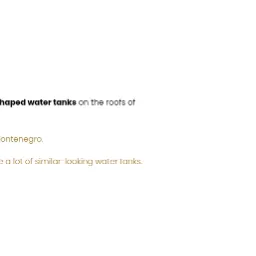 haped water tanks on the roofs of
ontenegro.
e a lot of similar-looking water tanks.